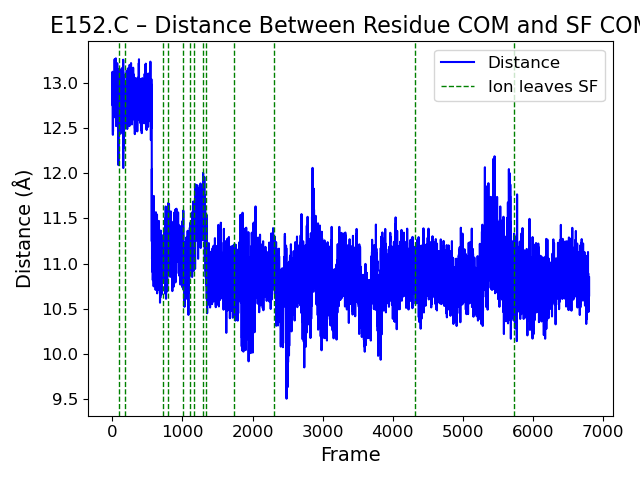 E152.C – Distance Between Residue COM and SF COM
Distance
Ion leaves SF
Distance (Å)
13.0
12.5
12.0
11.5
11.0
10.5
10.0
9.5
0 1000 2000 3000 4000 5000 6000 7000
Frame